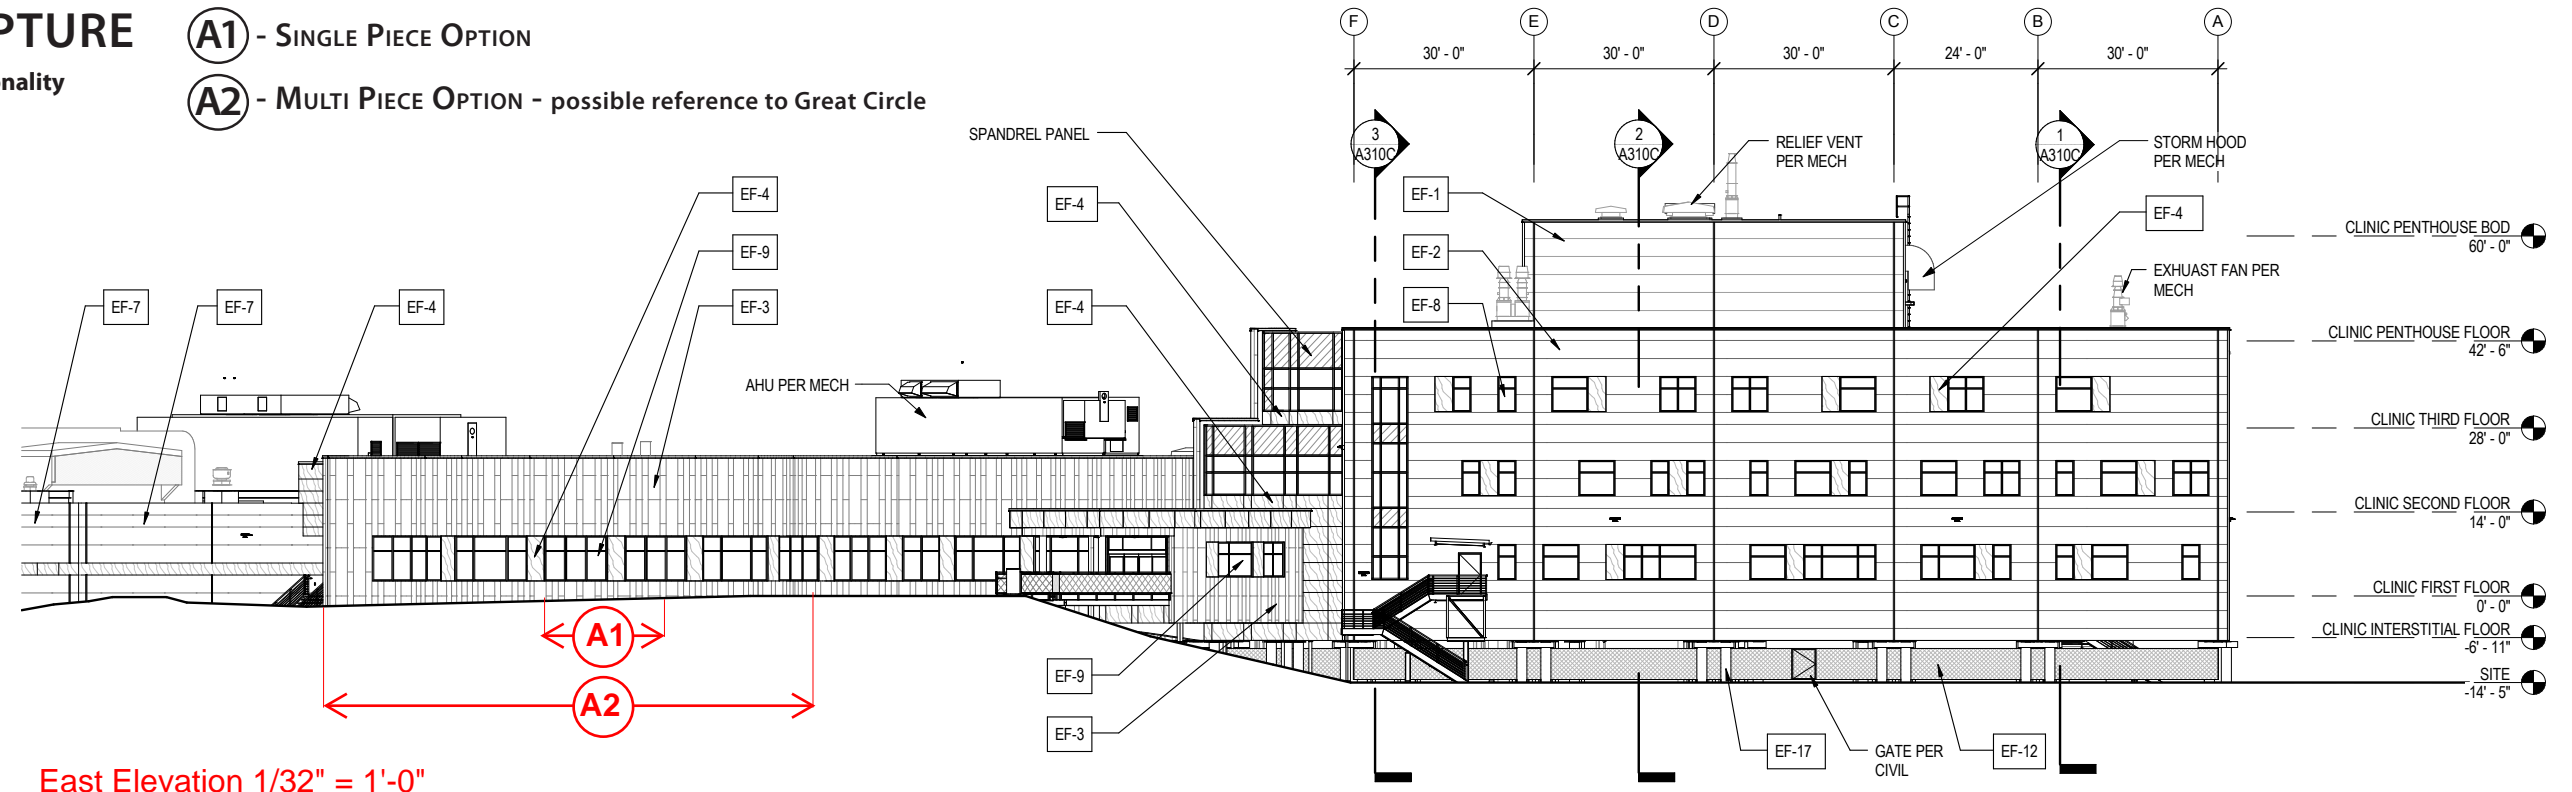 PTURE
onality
A1 - SINGLE PIECE OPTION
A2 - MULTI PIECE OPTION - possible reference to Great Circle
F E D C B A
30' - 0" 30' - 0" 30' - 0" 24' - 0" 30' - 0"
SPANDREL PANEL
3
A310C
2
A310C
1
A310C
RELIEF VENT
PER MECH
STORM HOOD
PER MECH
EF-4
EF-9
EF-3
EF-4
EF-4
EF-1
EF-2
EF-8
EF-4
EF-7
EF-7
EF-4
AHU PER MECH
EXHUAST FAN PER
MECH
CLINIC PENTHOUSE BOD
60' - 0"
CLINIC PENTHOUSE FLOOR
42' - 6"
CLINIC THIRD FLOOR
28' - 0"
CLINIC SECOND FLOOR
14' - 0"
CLINIC FIRST FLOOR
0' - 0"
CLINIC INTERSTITIAL FLOOR
-6' - 11"
SITE
-14' - 5"
A1
A2
EF-9
EF-3
EF-17
GATE PER
CIVIL
EF-12
East Elevation 1/32" = 1'-0"